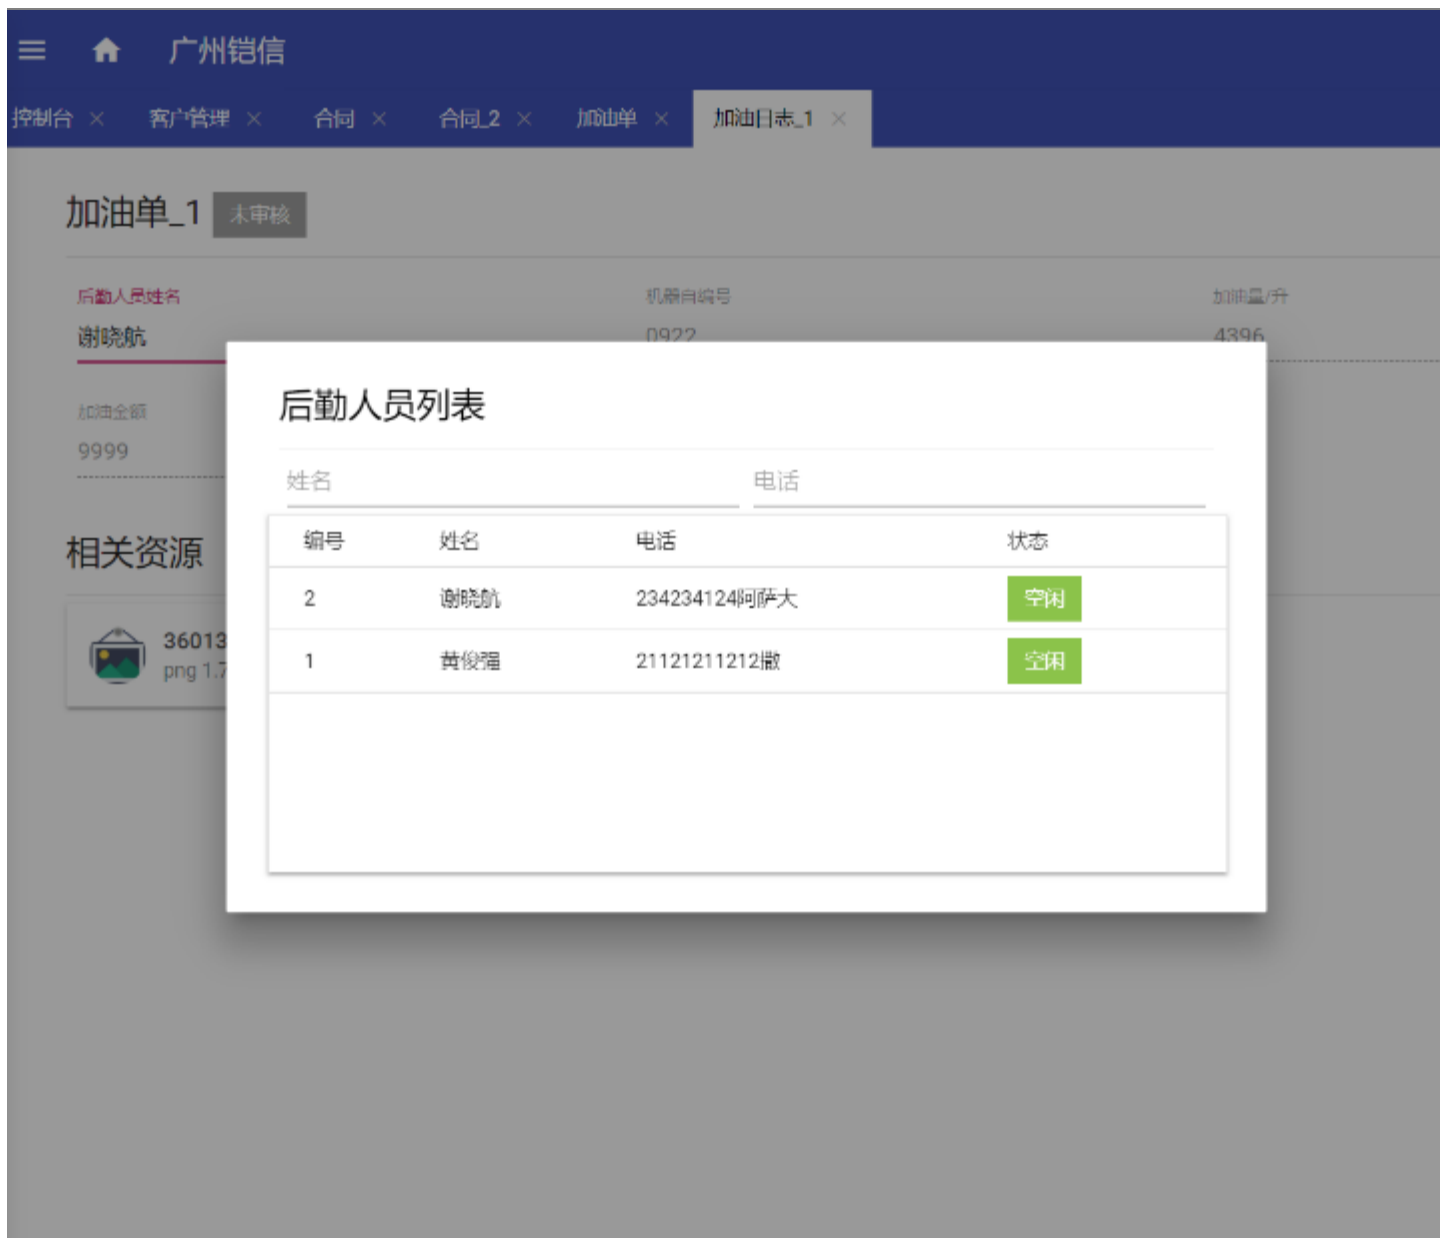 广州铠信
控制台 × 客户管理 × 合同 × 合同_2 × 加油单 × 加油日志_1 ×
加油单_1 未审核
后勤人员姓名 机器自编号 加油量/升
谢晓航 0922 4396
加油金额
9999
后勤人员列表
姓名 电话
编号 姓名 电话 状态
2 谢晓航 234234124阿萨大 空闲
1 黄俊强 21121211212撒 空闲
相关资源
36013
png 1.7